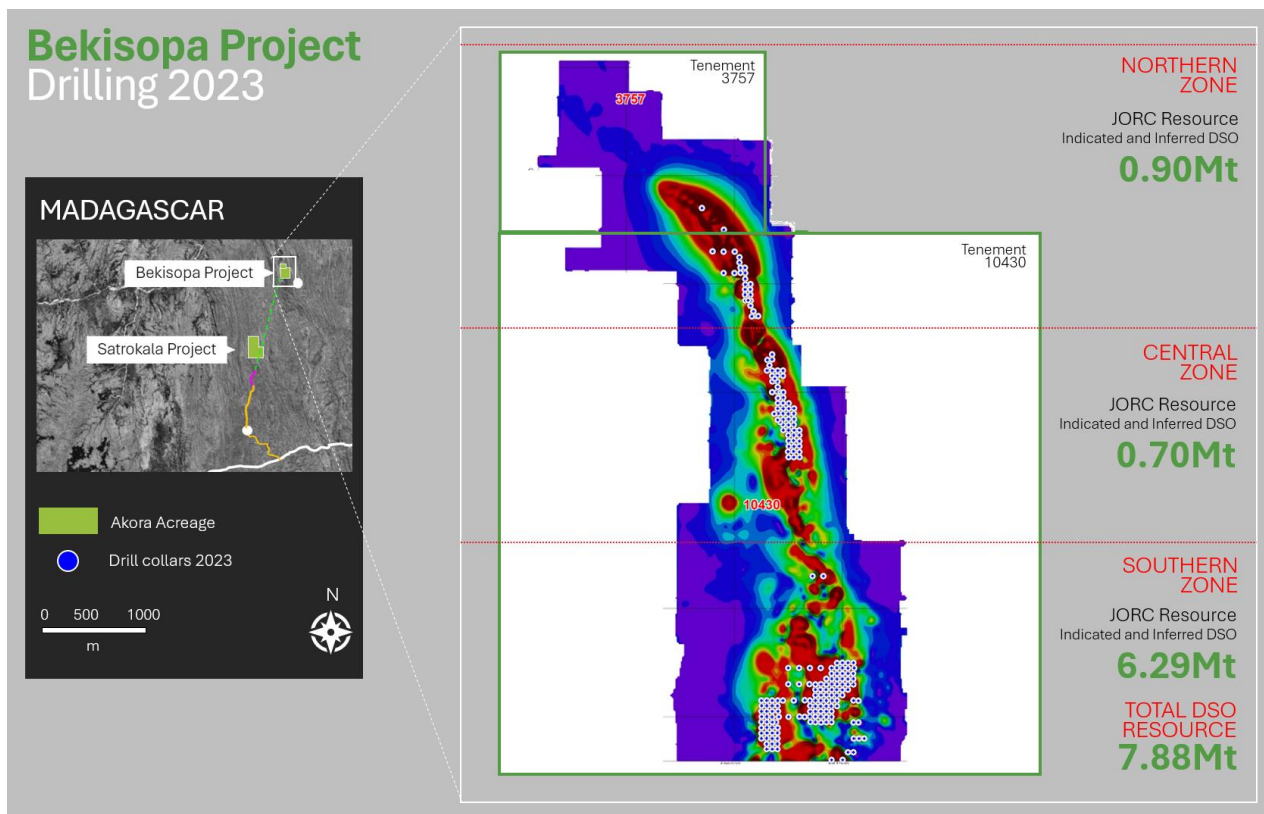 Bekisopa Project
Drilling 2023
MADAGASCAR
Bekisopa Project
Satrokala Project
Akora Acreage
Drill collars 2023
0 500 1000
m
N
Tenement
3757
3757
Tenement
10430
10430
NORTHERN
ZONE
JORC Resource
Indicated and Inferred DSO
0.90Mt
CENTRAL
ZONE
JORC Resource
Indicated and Inferred DSO
0.70Mt
SOUTHERN
ZONE
JORC Resource
Indicated and Inferred DSO
6.29Mt
TOTAL DSO
RESOURCE
7.88Mt